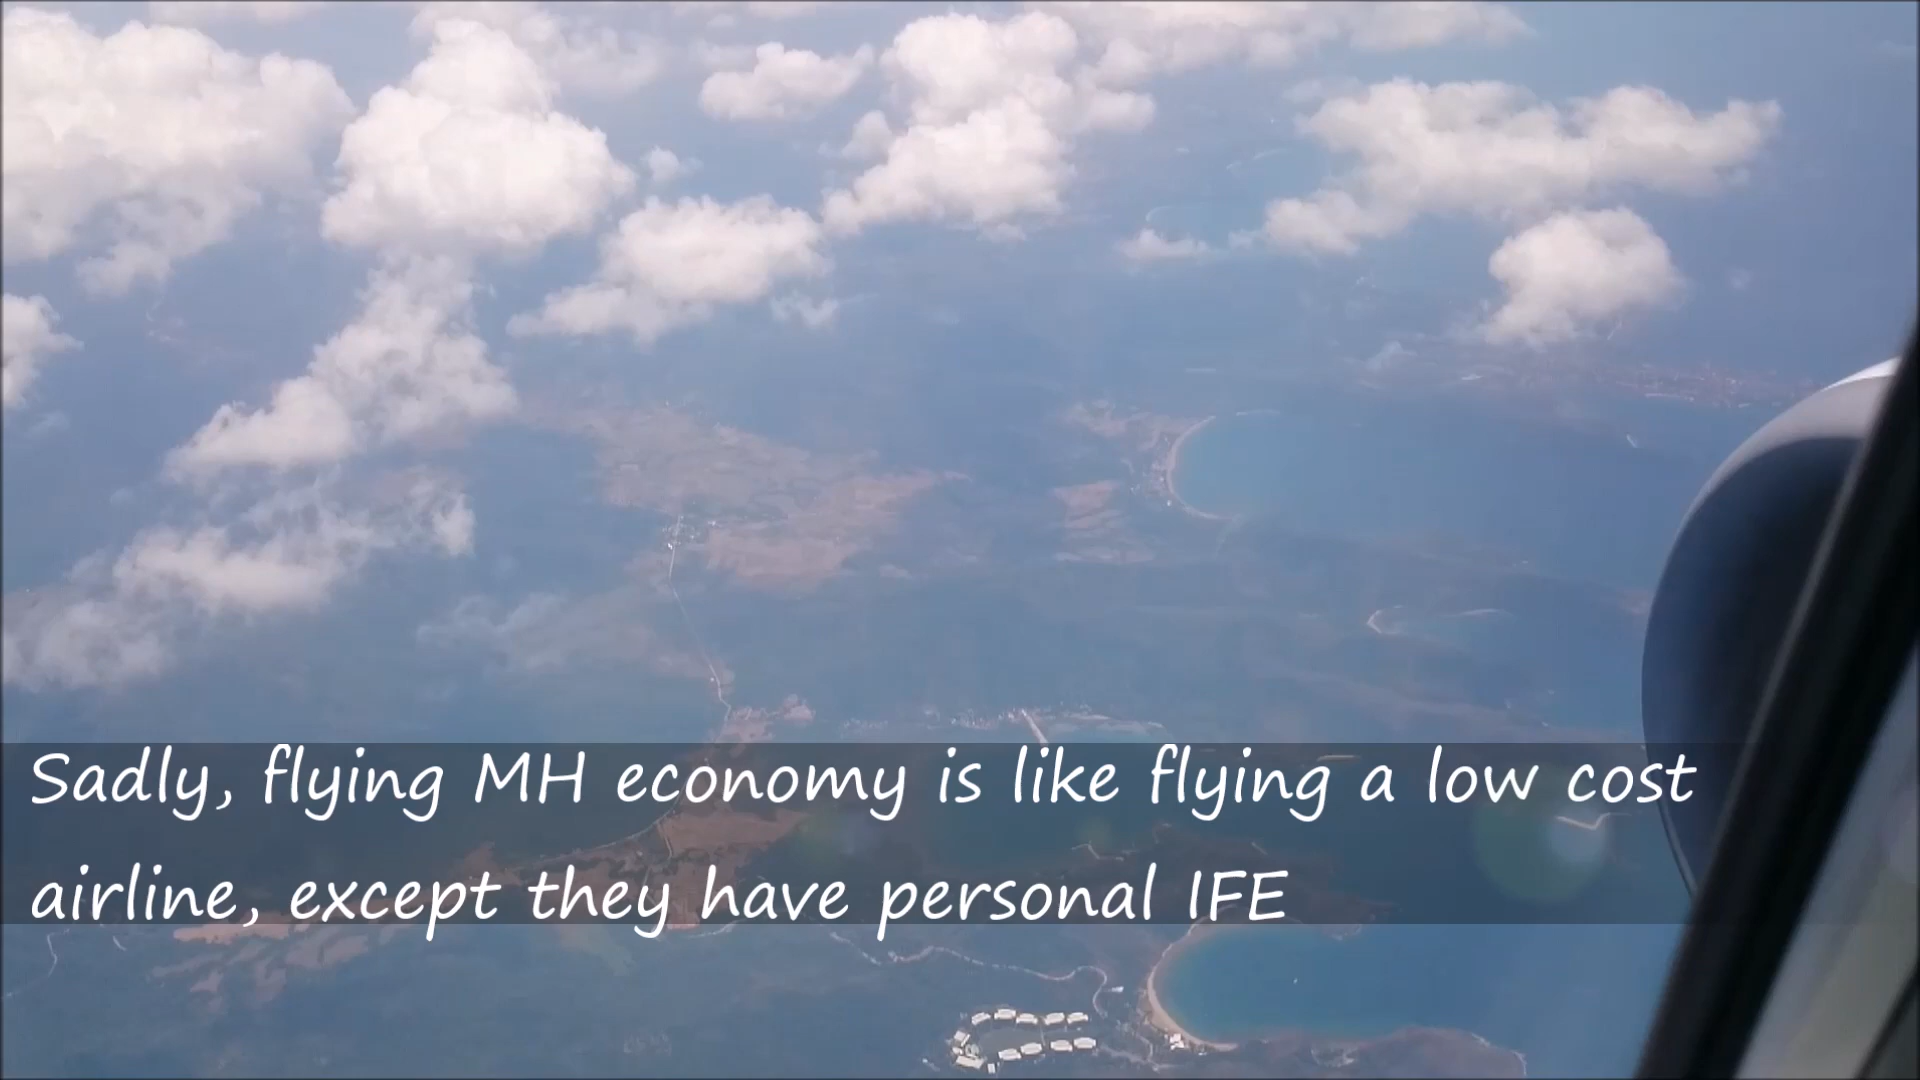 Sadly, flying MH economy is like flying a low cost
airline, except they have personal IFE